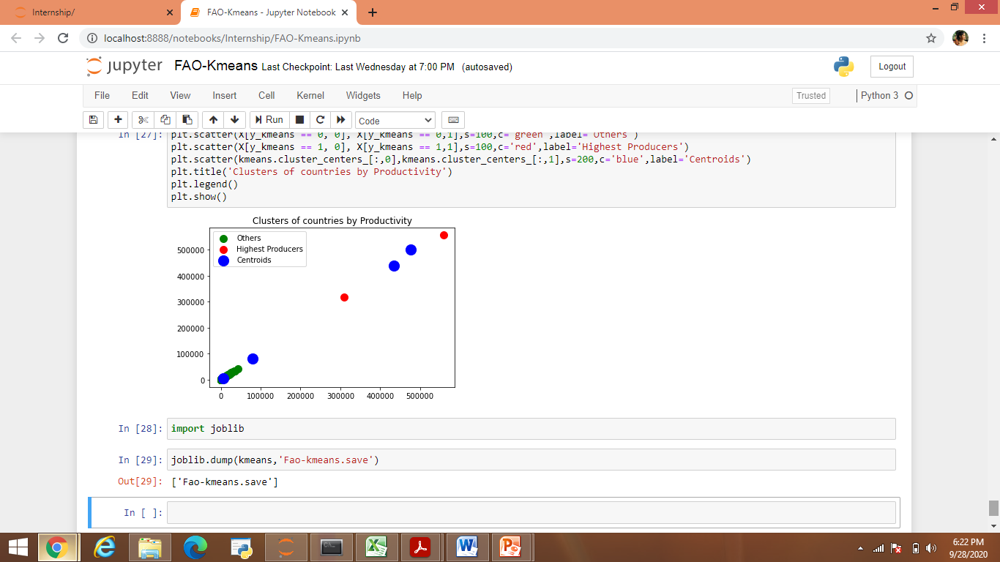 Internship/
FAO-Kmeans - Jupyter Notebook
localhost:8888/notebooks/Internship/FAO-Kmeans.ipynb
jupyter FAO-Kmeans Last Checkpoint: Last Wednesday at 7:00 PM (autosaved)
Logout
File Edit View Insert Cell Kernel Widgets Help
Trusted Python 3
Run Code
In [27]: plt.scatter(X[y_kmeans == 0, 0], X[y_kmeans == 0,1],s=100,c='green',label='Others')
plt.scatter(X[y_kmeans == 1, 0], X[y_kmeans == 1,1],s=100,c='red',label='Highest Producers')
plt.scatter(kmeans.cluster_centers_[:,0],kmeans.cluster_centers_[:,1],s=200,c='blue',label='Centroids')
plt.title('Clusters of countries by Productivity')
plt.legend()
plt.show()
Clusters of countries by Productivity
Others
Highest Producers
Centroids
500000
400000
300000
200000
100000
0
0 100000 200000 300000 400000 500000
In [28]: import joblib
In [29]: joblib.dump(kmeans,'Fao-kmeans.save')
Out[29]: ['Fao-kmeans.save']
In [ ]:
6:22 PM
9/28/2020